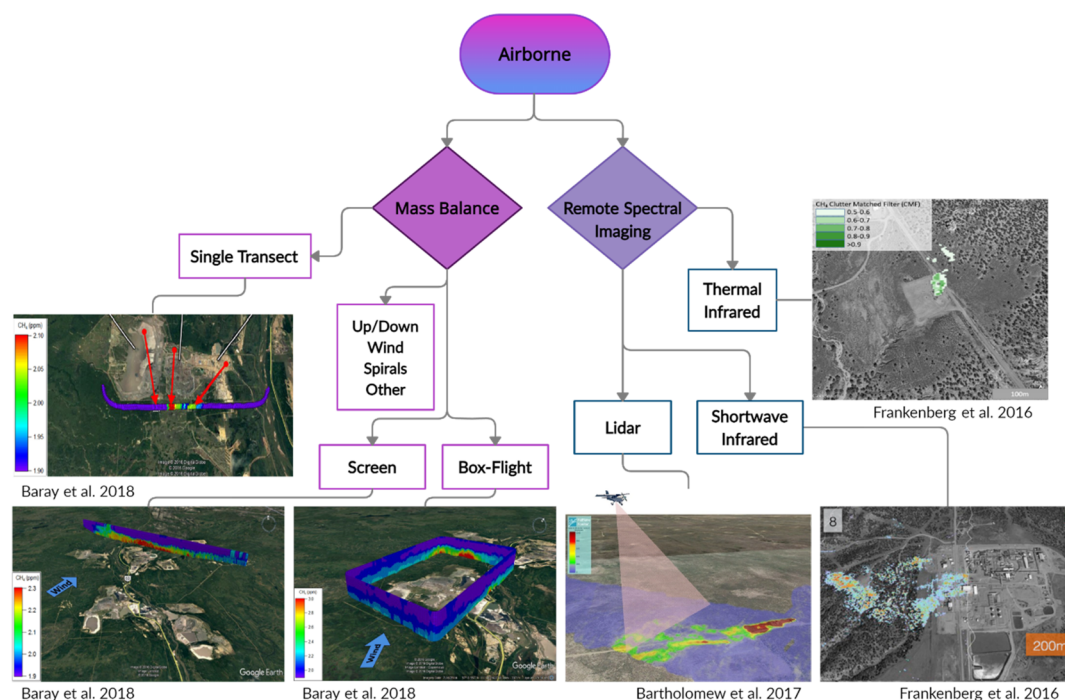 Airborne
Mass Balance
Remote Spectral
Imaging
Single Transect
Up/Down
Wind
Spirals
Other
Thermal
Infrared
Lidar
Shortwave
Infrared
Screen
Box-Flight
CH₄ Clutter Matched Filter (CMF)
0.5-0.6
0.6-0.7
0.7-0.8
0.8-0.9
>0.9
100m
Frankenberg et al. 2016
CH₄ (ppm)
2.10
2.05
2.00
1.95
1.90
Google Earth
Baray et al. 2018
CH₄ (ppm)
2.3
2.2
2.1
2.0
1.9
Wind
Google Earth
Baray et al. 2018
Wind
Google Earth
Baray et al. 2018
Bartholomew et al. 2017
8
200m
Frankenberg et al. 2016